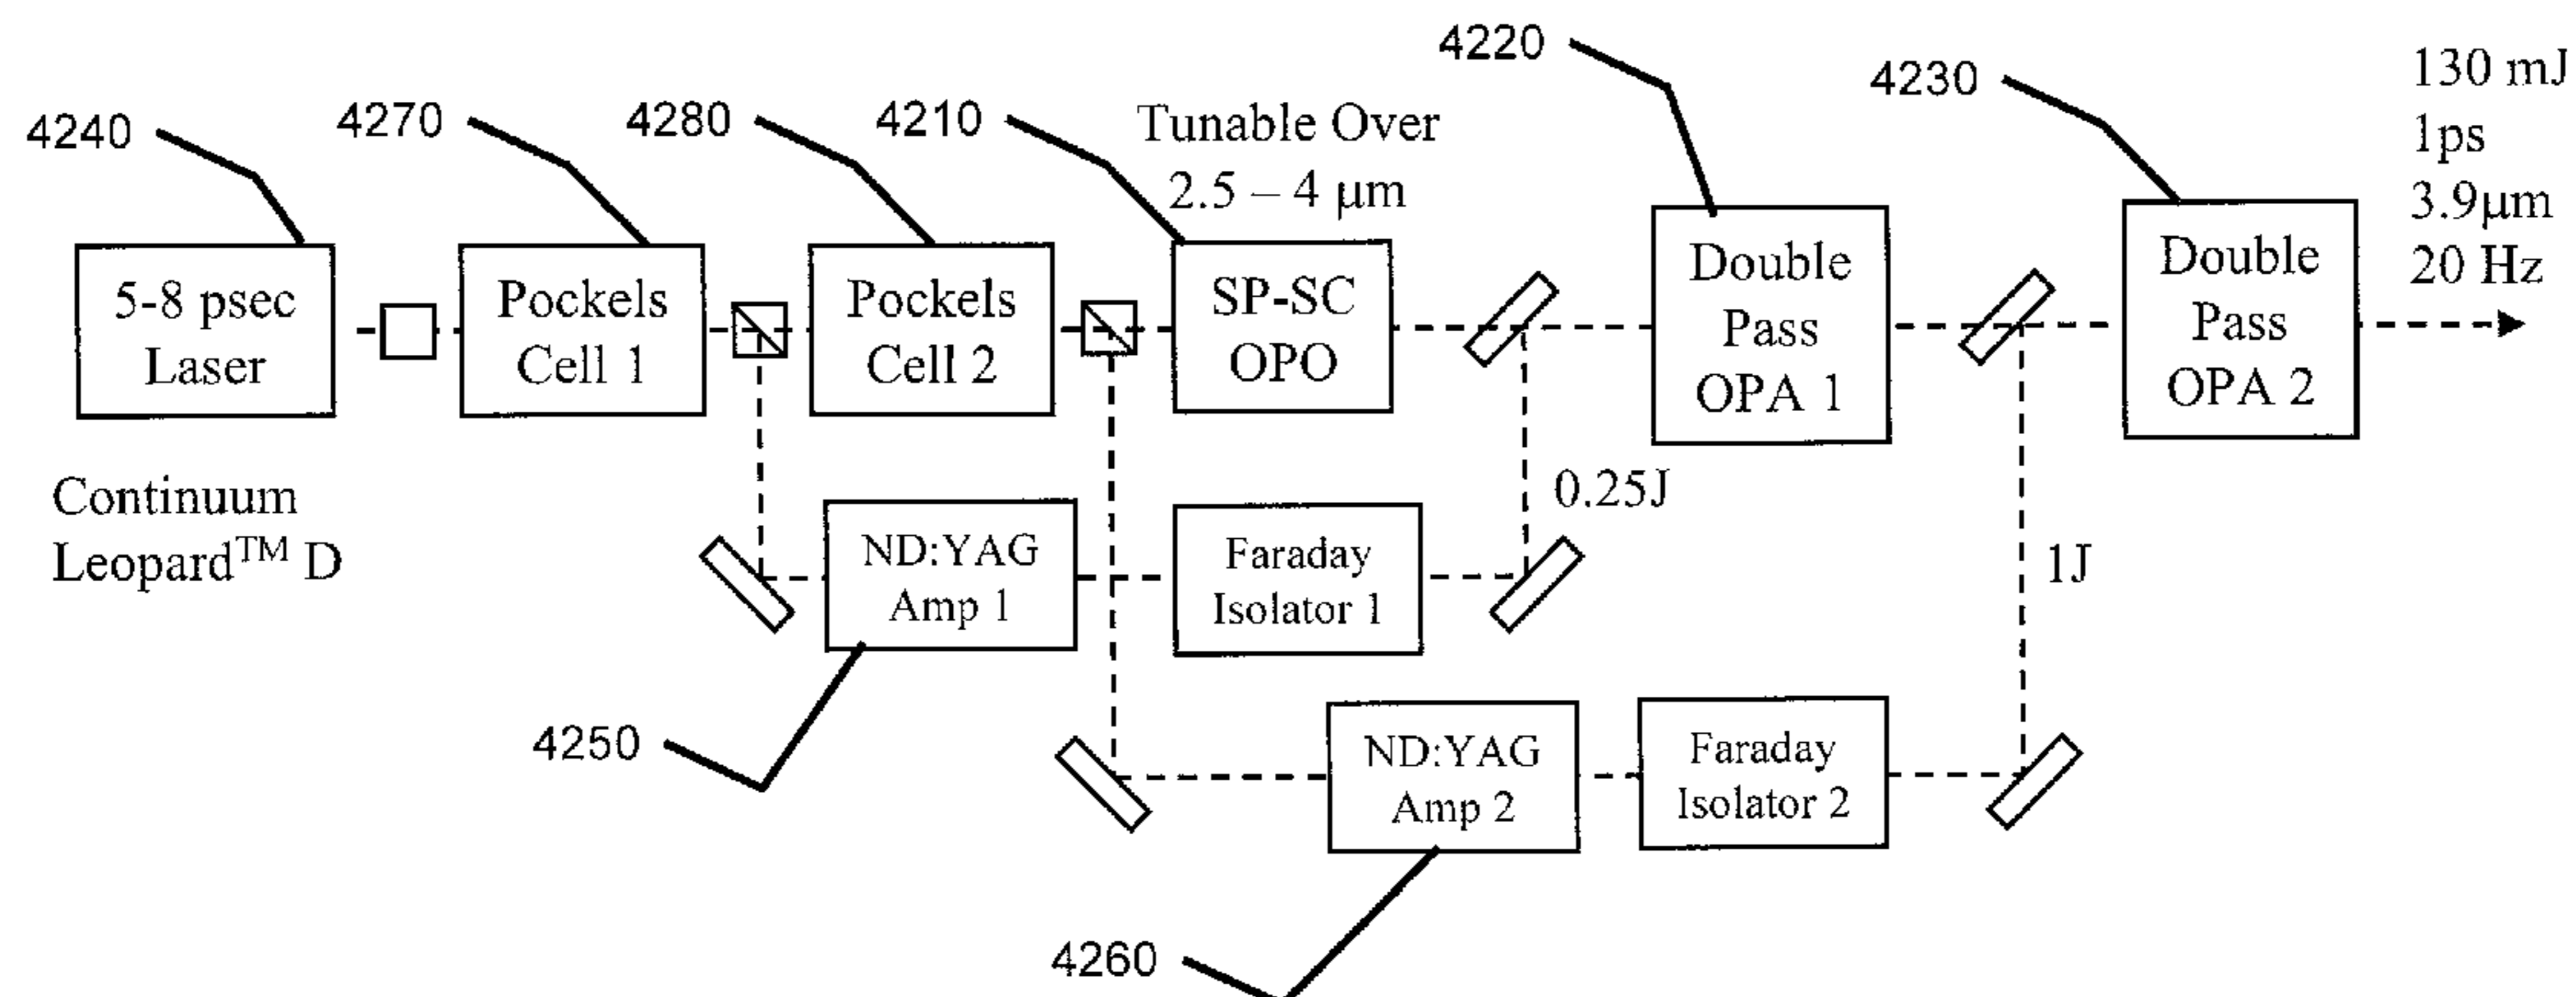 4220
4230
130 mJ
1ps
3.9μm
20 Hz
4240
4270
4280
4210
Tunable Over
2.5 – 4 μm
5-8 psec
Laser
Pockels
Cell 1
Pockels
Cell 2
SP-SC
OPO
Double
Pass
OPA 1
Double
Pass
OPA 2
Continuum
Leopard™ D
ND:YAG
Amp 1
Faraday
Isolator 1
0.25J
1J
4250
ND:YAG
Amp 2
Faraday
Isolator 2
4260